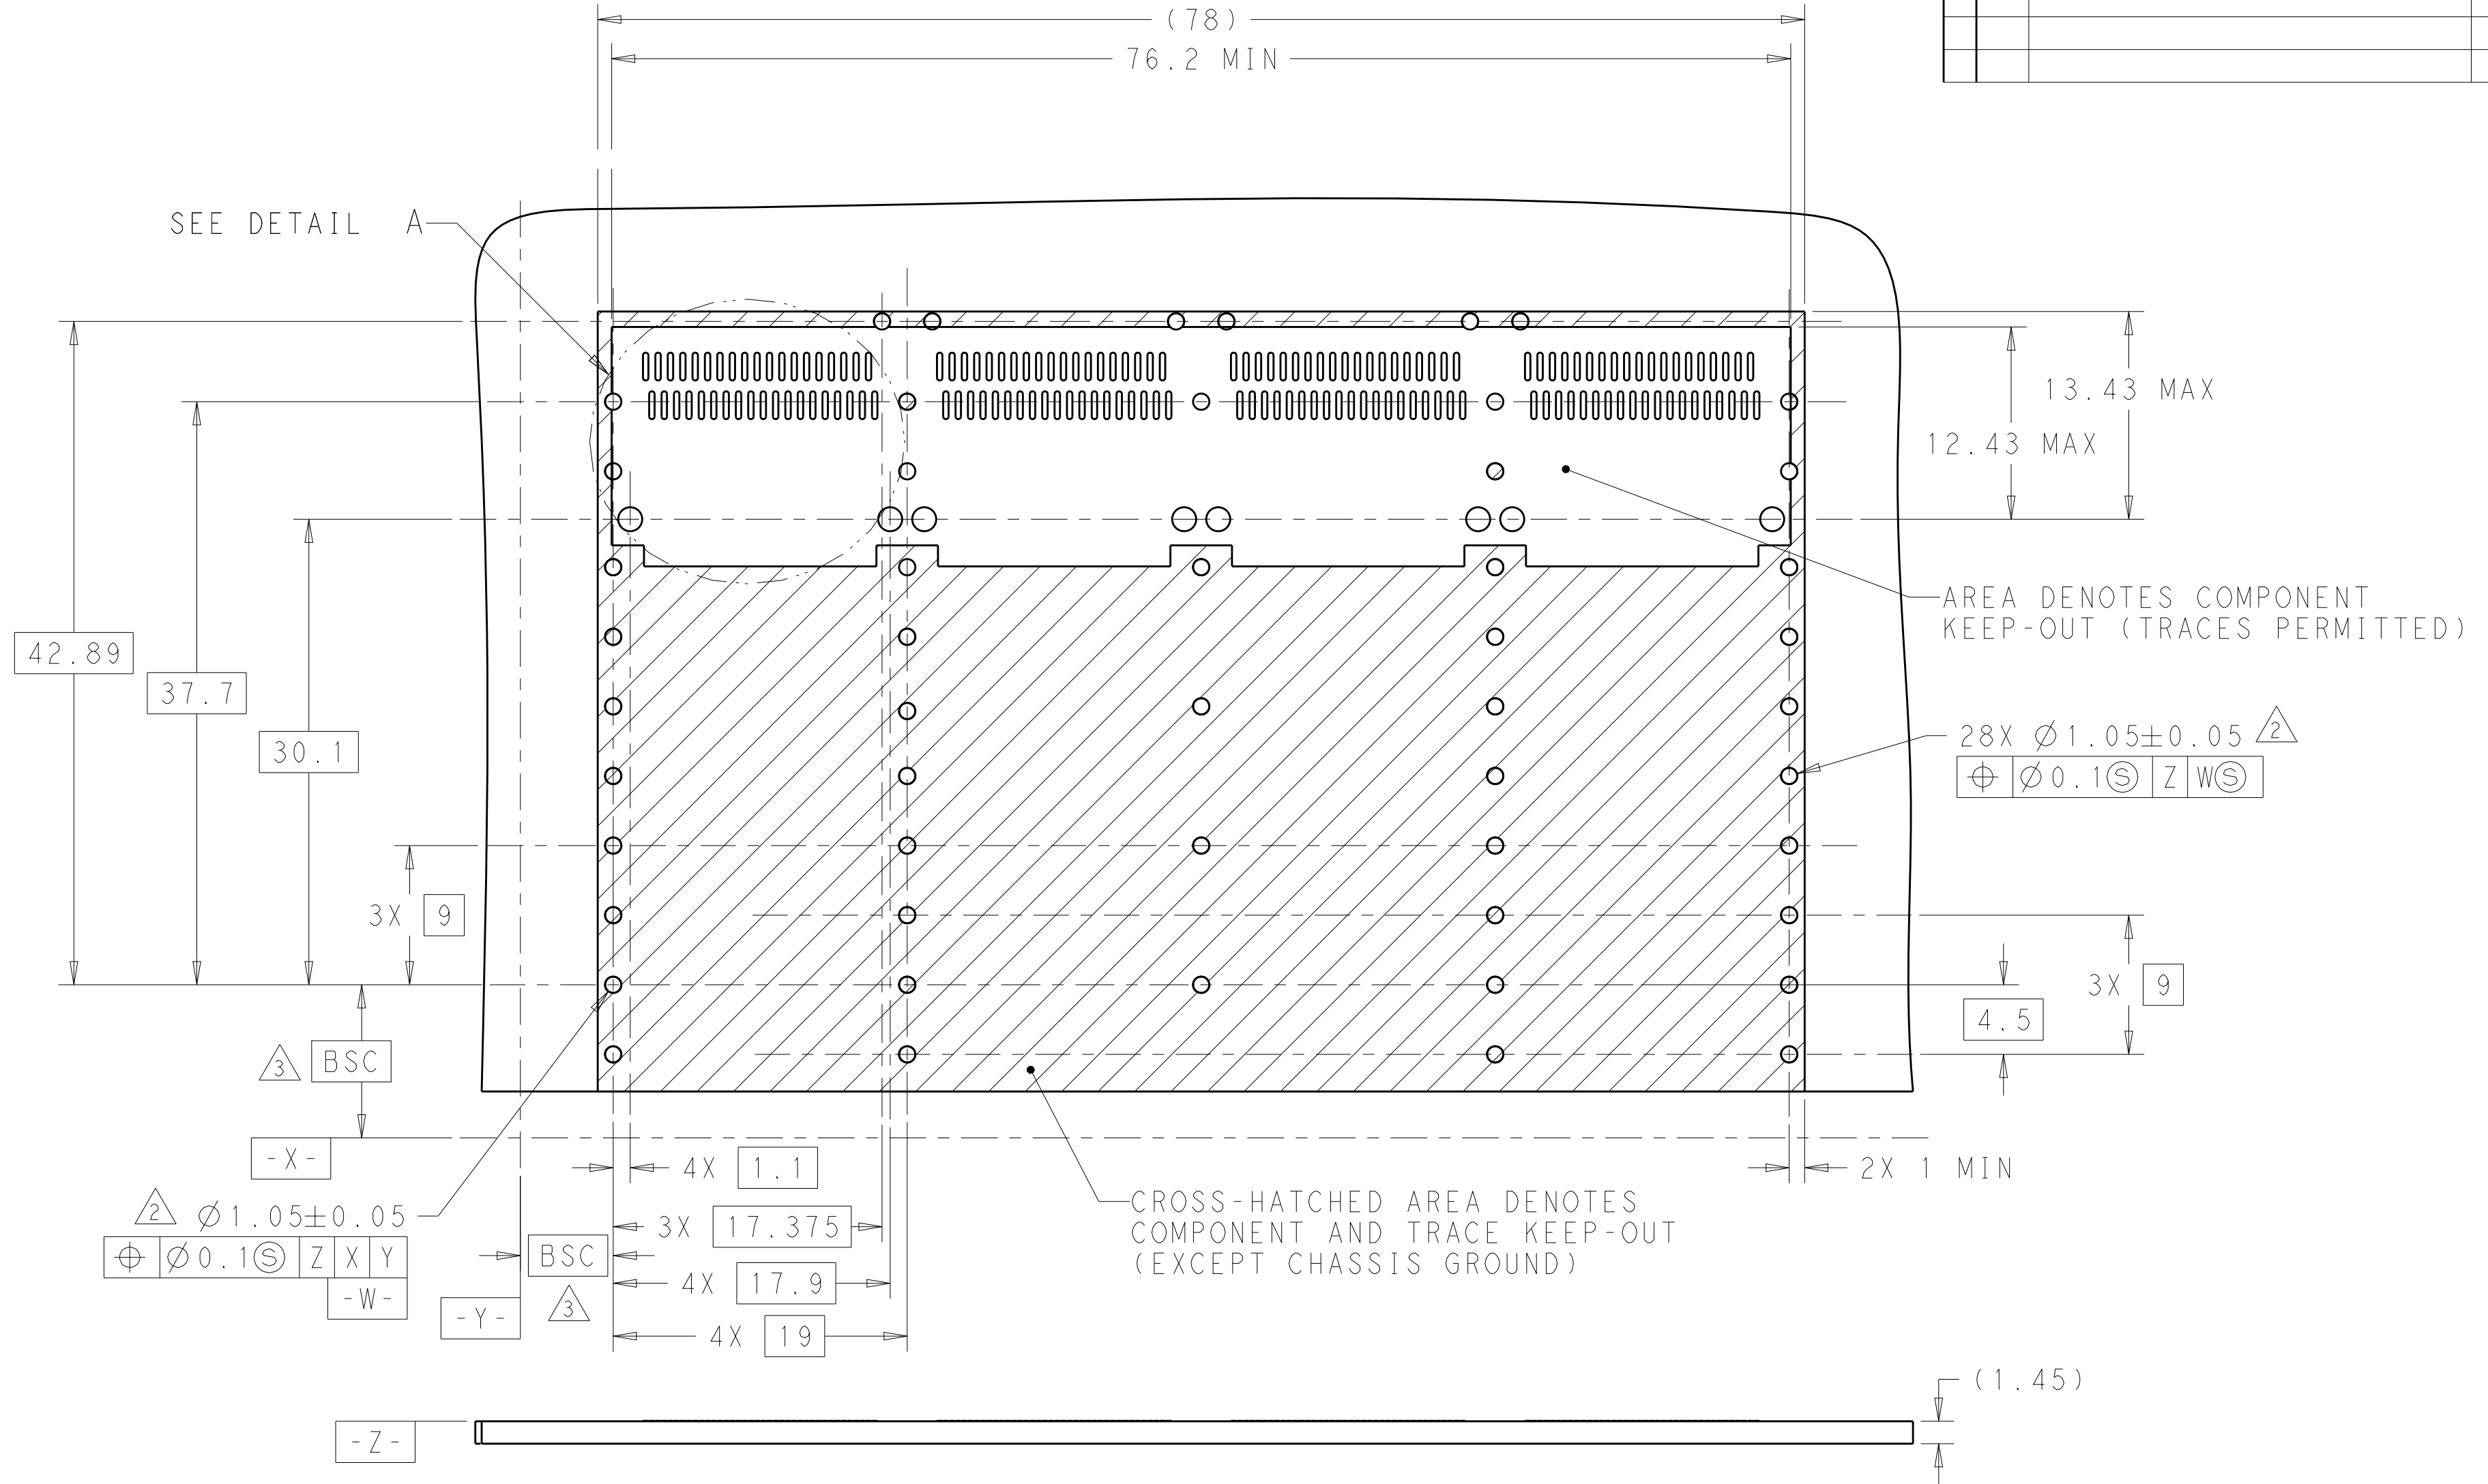 (78)
76.2 MIN
SEE DETAIL A
13.43 MAX
12.43 MAX
AREA DENOTES COMPONENT
KEEP-OUT (TRACES PERMITTED)
42.89
37.7
30.1
28X Ø1.05±0.05 2
⌖ Ø0.1Ⓢ Z WⓈ
3X 9
3X 9
4.5
3 BSC
-X-
4X 1.1
2X 1 MIN
2 Ø1.05±0.05
⌖ Ø0.1Ⓢ Z X Y
-W-
3X 17.375
CROSS-HATCHED AREA DENOTES
COMPONENT AND TRACE KEEP-OUT
(EXCEPT CHASSIS GROUND)
BSC
3
4X 17.9
-Y-
4X 19
(1.45)
-Z-